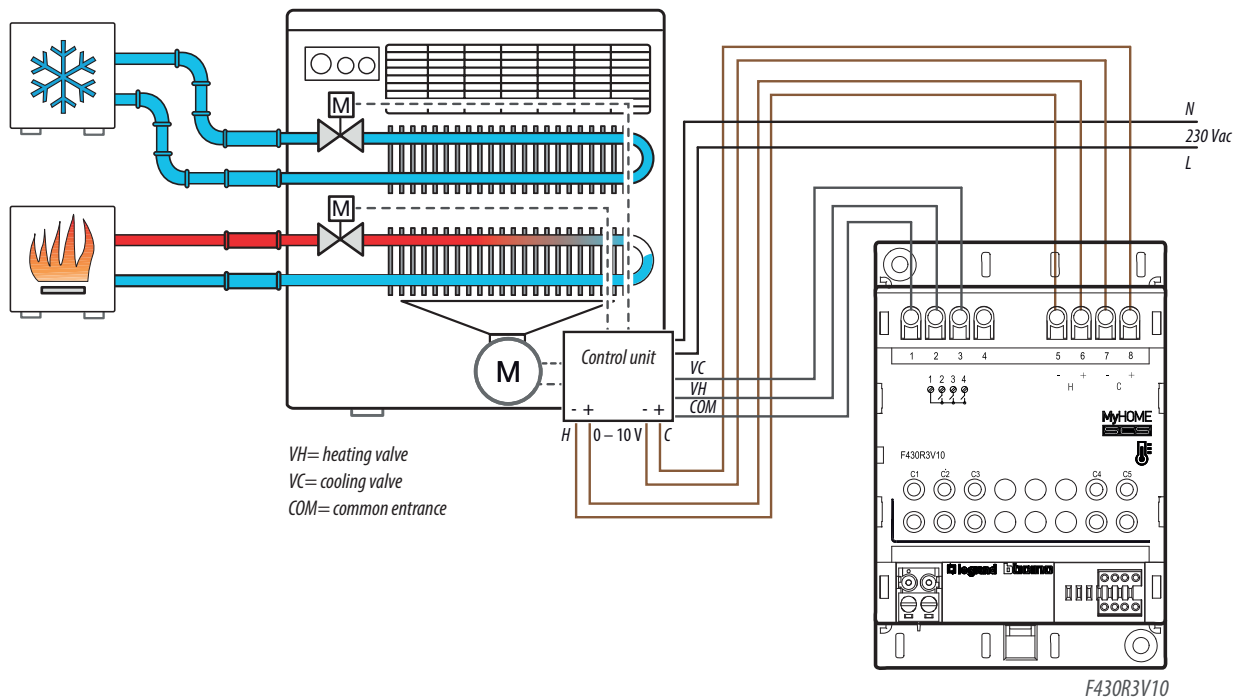 M
M
M
Control unit
- +
- +
H
0 – 10 V
C
VC
VH
COM
N
230 Vac
L
VH= heating valve
VC= cooling valve
COM= common entrance
1 2 3 4
5 6 7 8
- + - +
H C
1 2 3 4
MyHOME
SCS
F430R3V10
C1 C2 C3 C4 C5
legrand bticino
F430R3V10